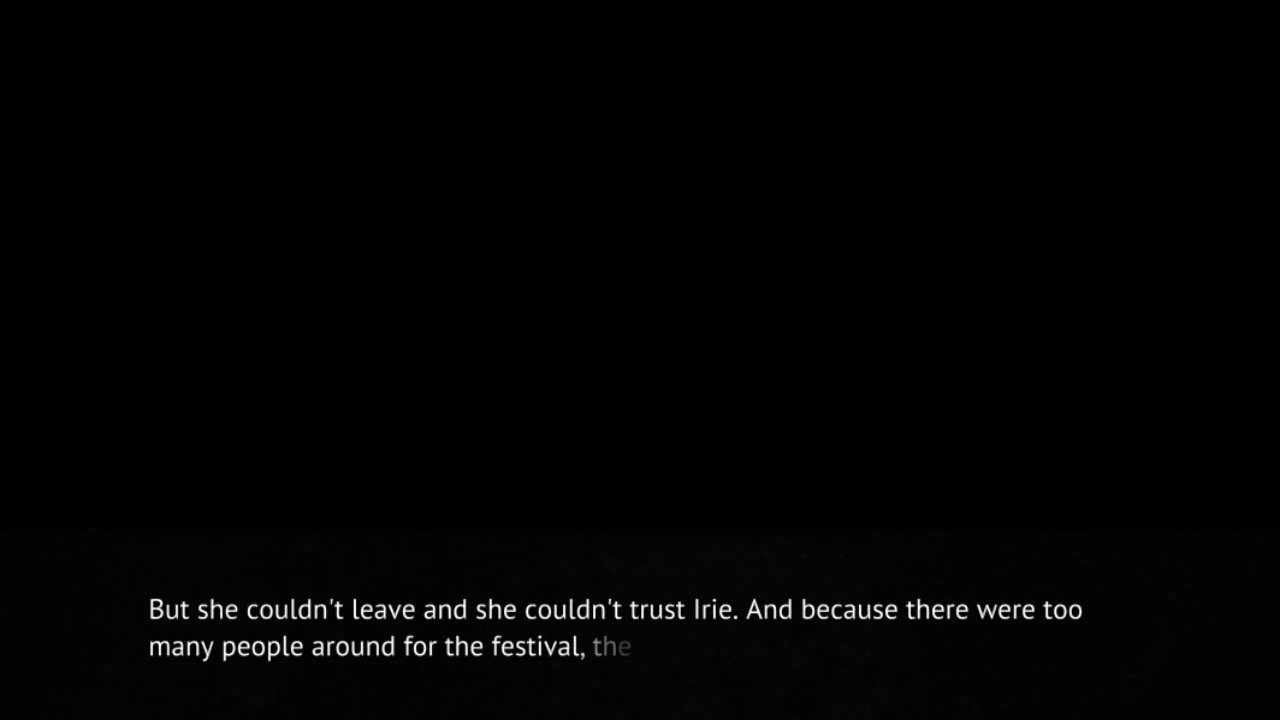 But she couldn't leave and she couldn't trust Irie. And because there were too
many people around for the festival, the